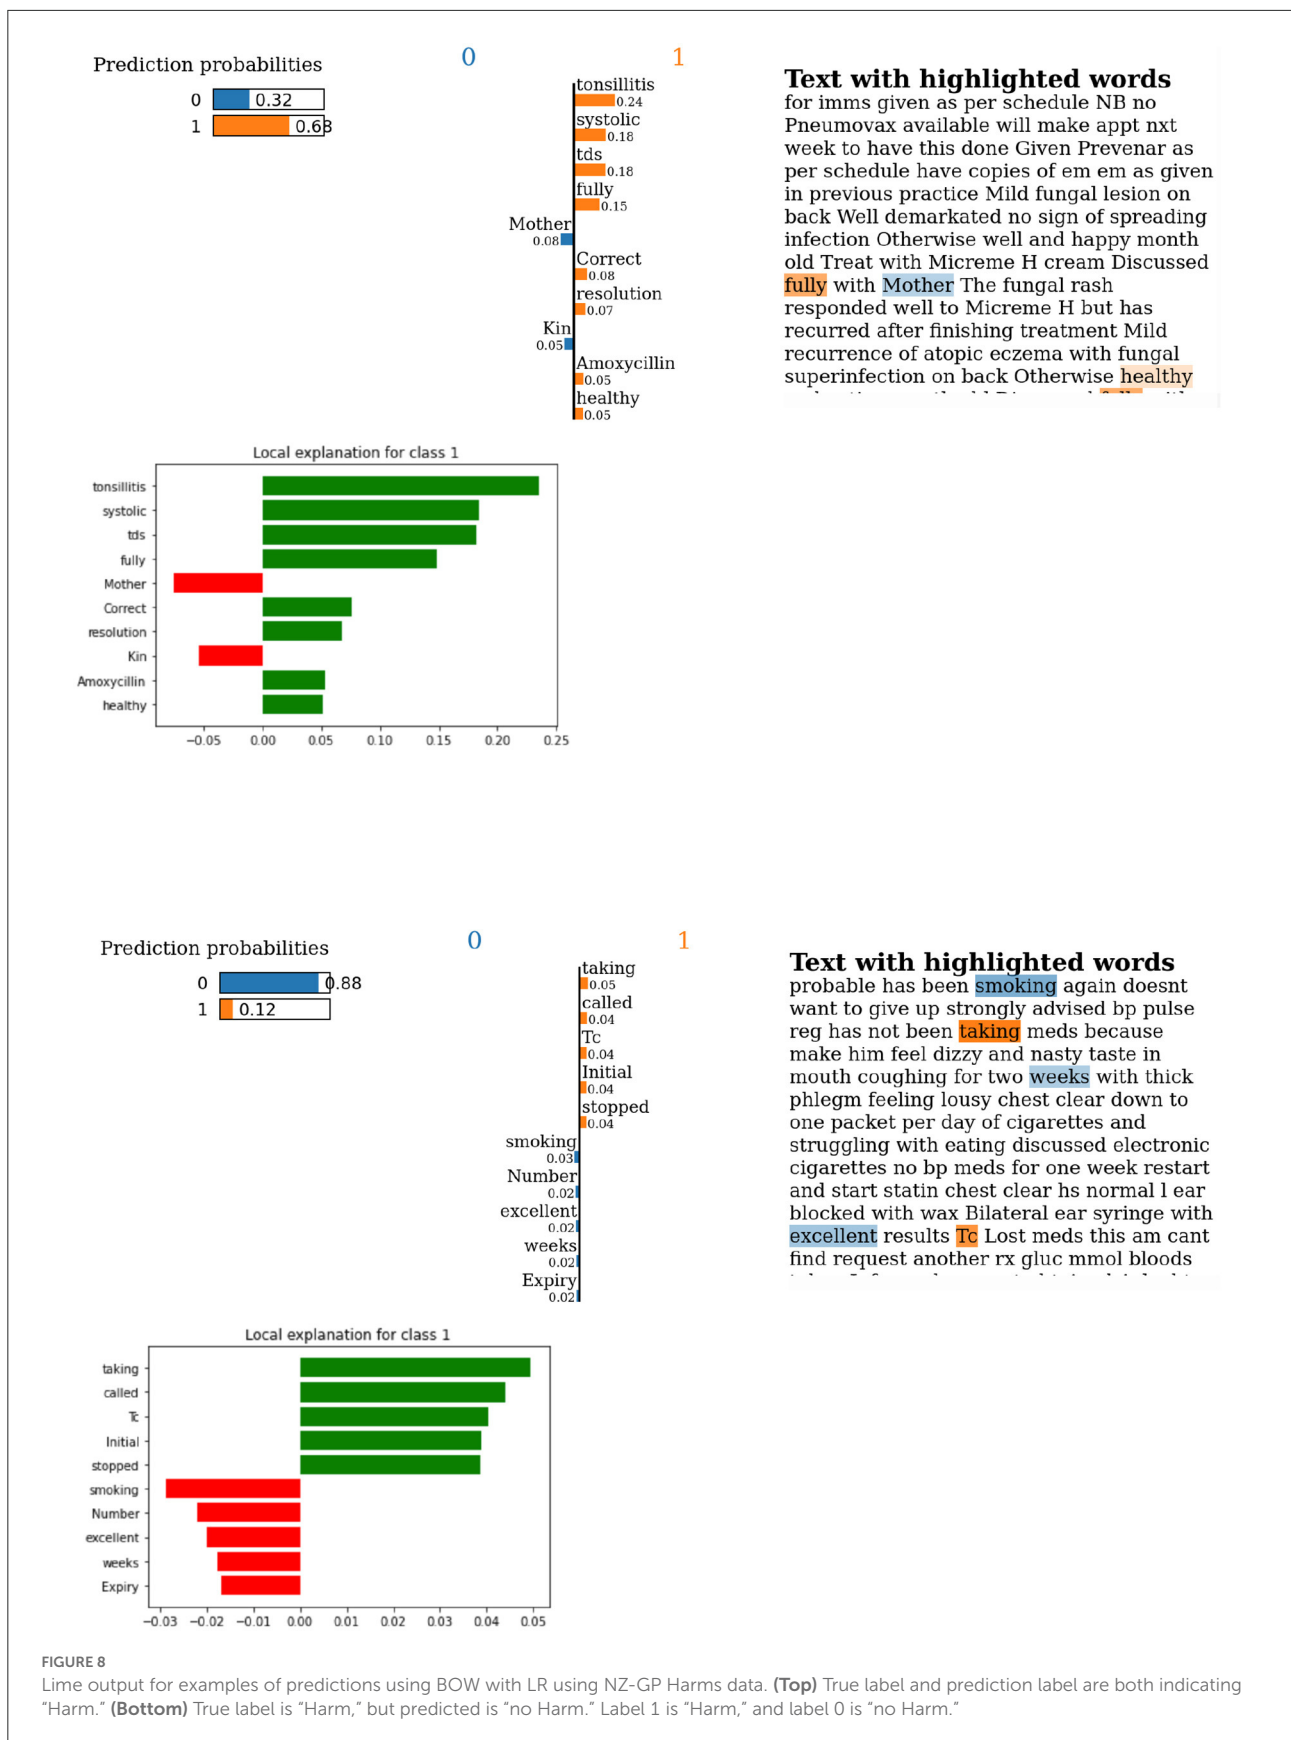 Prediction probabilities
0 0.32
1 0.68
0 1
tonsillitis
0.24
systolic
0.18
tds
0.18
fully
0.15
Mother
0.08
Correct
0.08
resolution
0.07
Kin
0.05
Amoxycillin
0.05
healthy
0.05
Text with highlighted words
for imms given as per schedule NB no
Pneumovax available will make appt nxt
week to have this done Given Prevenar as
per schedule have copies of em em as given
in previous practice Mild fungal lesion on
back Well demarkated no sign of spreading
infection Otherwise well and happy month
old Treat with Micreme H cream Discussed
fully with Mother The fungal rash
responded well to Micreme H but has
recurred after finishing treatment Mild
recurrence of atopic eczema with fungal
superinfection on back Otherwise healthy
Local explanation for class 1
tonsillitis
systolic
tds
fully
Mother
Correct
resolution
Kin
Amoxycillin
healthy
−0.05 0.00 0.05 0.10 0.15 0.20 0.25
Prediction probabilities
0 0.88
1 0.12
0 1
taking
0.05
called
0.04
Tc
0.04
Initial
0.04
stopped
0.04
smoking
0.03
Number
0.02
excellent
0.02
weeks
0.02
Expiry
0.02
Text with highlighted words
probable has been smoking again doesnt
want to give up strongly advised bp pulse
reg has not been taking meds because
make him feel dizzy and nasty taste in
mouth coughing for two weeks with thick
phlegm feeling lousy chest clear down to
one packet per day of cigarettes and
struggling with eating discussed electronic
cigarettes no bp meds for one week restart
and start statin chest clear hs normal l ear
blocked with wax Bilateral ear syringe with
excellent results Tc Lost meds this am cant
find request another rx gluc mmol bloods
Local explanation for class 1
taking
called
Tc
Initial
stopped
smoking
Number
excellent
weeks
Expiry
−0.03 −0.02 −0.01 0.00 0.01 0.02 0.03 0.04 0.05
FIGURE 8
Lime output for examples of predictions using BOW with LR using NZ-GP Harms data. (Top) True label and prediction label are both indicating
“Harm.” (Bottom) True label is “Harm,” but predicted is “no Harm.” Label 1 is “Harm,” and label 0 is “no Harm.”